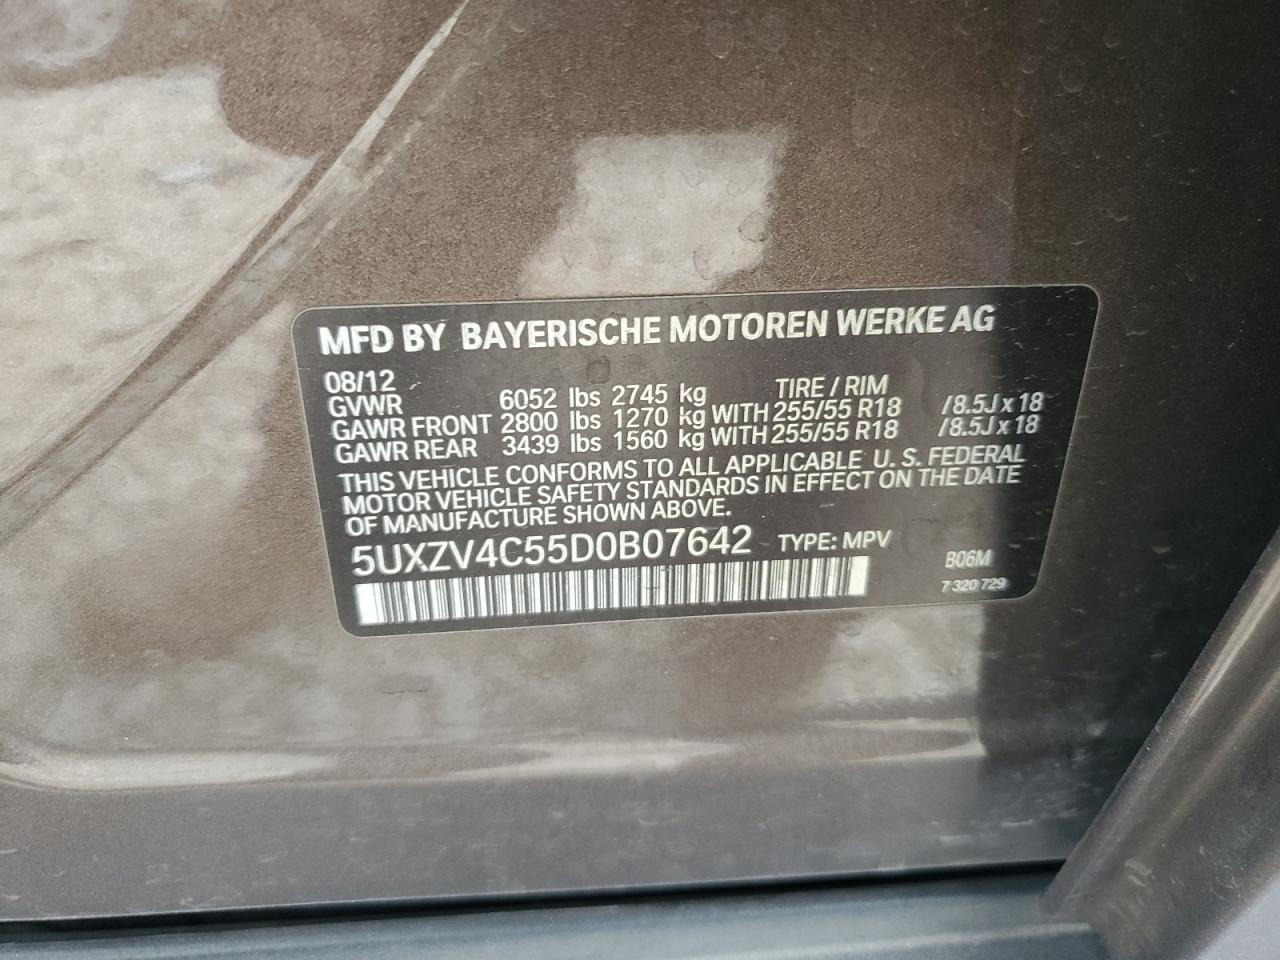 MFD BY BAYERISCHE MOTOREN WERKE AG
08/12 TIRE / RIM
GVWR 6052 lbs 2745 kg
GAWR FRONT 2800 lbs 1270 kg WITH 255/55 R18 /8.5J x 18
GAWR REAR 3439 lbs 1560 kg WITH 255/55 R18 /8.5J x 18
THIS VEHICLE CONFORMS TO ALL APPLICABLE U. S. FEDERAL
MOTOR VEHICLE SAFETY STANDARDS IN EFFECT ON THE DATE
OF MANUFACTURE SHOWN ABOVE.
5UXZV4C55D0B07642 TYPE: MPV
B06M
7 320 729